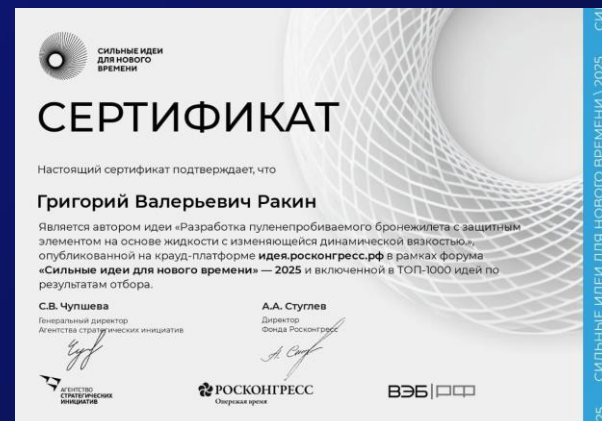 СИЛЬНЫЕ ИДЕИ
ДЛЯ НОВОГО
ВРЕМЕНИ
СЕРТИФИКАТ
Настоящий сертификат подтверждает, что
Григорий Валерьевич Ракин
Является автором идеи «Разработка пуленепробиваемого бронежилета с защитным
элементом на основе жидкости с изменяющейся динамической вязкостью.»,
опубликованной на крауд-платформе идея.росконгресс.рф в рамках форума
«Сильные идеи для нового времени» — 2025 и включенной в ТОП-1000 идей по
результатам отбора.
С.В. Чупшева
Генеральный директор
Агентства стратегических инициатив
А.А. Стуглев
Директор
Фонда Росконгресс
АГЕНТСТВО
СТРАТЕГИЧЕСКИХ
ИНИЦИАТИВ
РОСКОНГРЕСС
Опережая время
ВЭБ РФ
СИЛЬНЫЕ ИДЕИ ДЛЯ НОВОГО ВРЕМЕНИ \ 2025